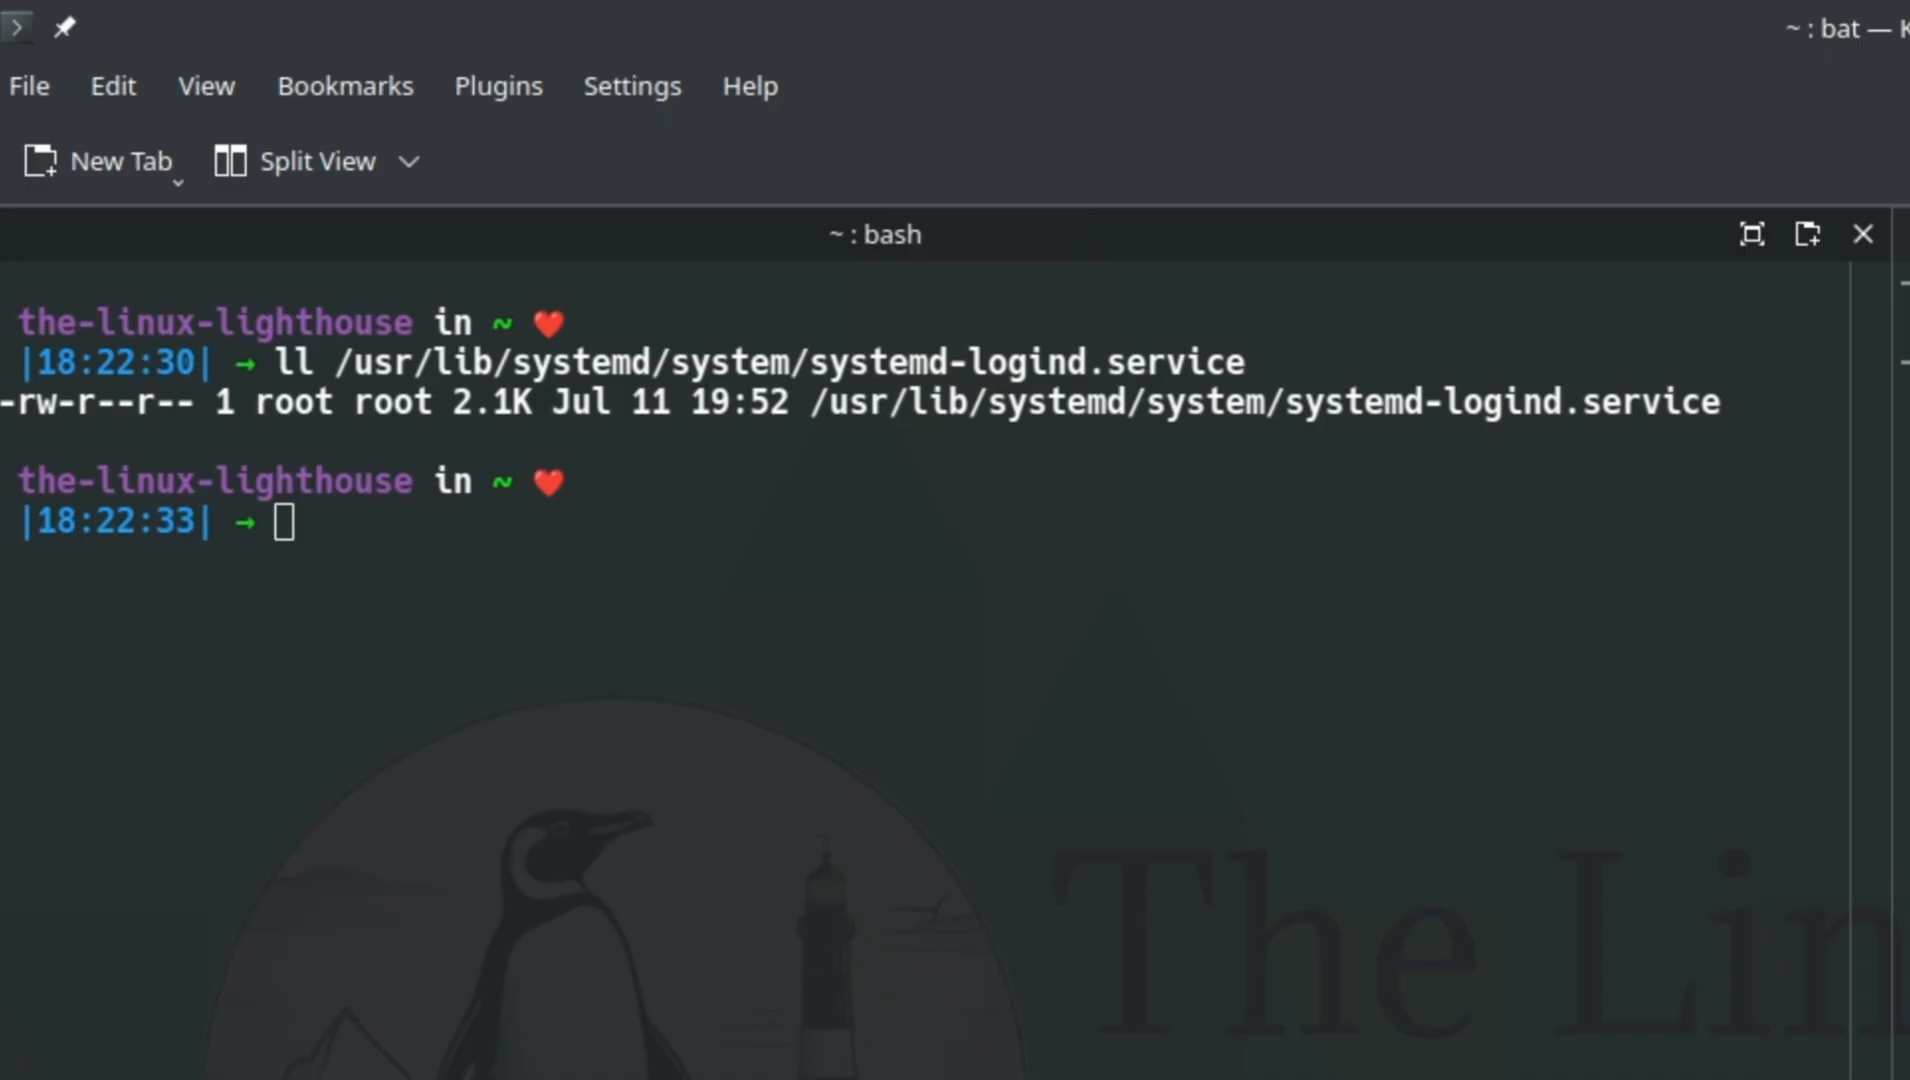 ~ : bat —
File Edit View Bookmarks Plugins Settings Help
New Tab Split View
~ : bash
the-linux-lighthouse in ~ ❤️
|18:22:30| → ll /usr/lib/systemd/system/systemd-logind.service
-rw-r--r-- 1 root root 2.1K Jul 11 19:52 /usr/lib/systemd/system/systemd-logind.service
the-linux-lighthouse in ~ ❤️
|18:22:33| →
The Lin